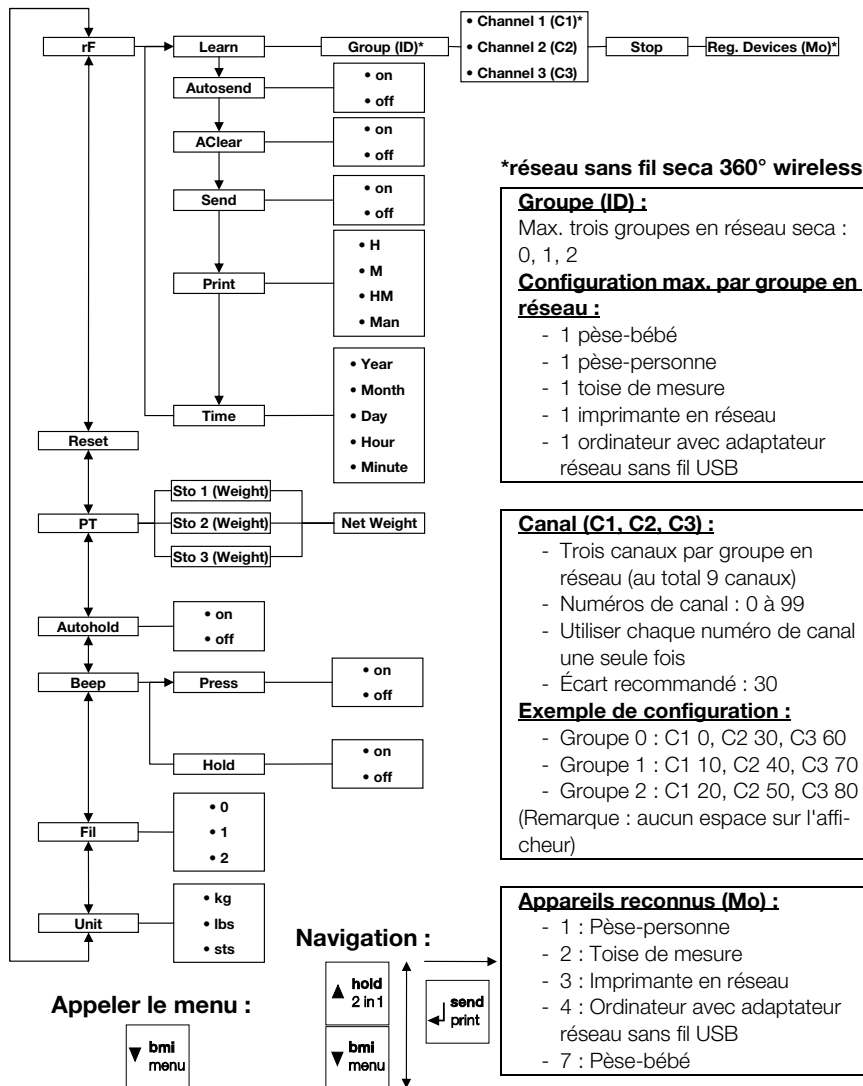 rF
Learn
Group (ID)*
• Channel 1 (C1)*
• Channel 2 (C2)
• Channel 3 (C3)
Stop
Reg. Devices (Mo)*
Autosend
• on
• off
AClear
• on
• off
Send
• on
• off
Print
• H
• M
• HM
• Man
Time
• Year
• Month
• Day
• Hour
• Minute
Reset
PT
Sto 1 (Weight)
Sto 2 (Weight)
Sto 3 (Weight)
Net Weight
Autohold
• on
• off
Beep
Press
• on
• off
Hold
• on
• off
Fil
• 0
• 1
• 2
Unit
• kg
• lbs
• sts
Appeler le menu :
bmi
menu
Navigation :
hold
2 in 1
bmi
menu
send
print
*réseau sans fil seca 360° wireless
Groupe (ID) :
Max. trois groupes en réseau seca :
0, 1, 2
Configuration max. par groupe en
réseau :
- 1 pèse-bébé
- 1 pèse-personne
- 1 toise de mesure
- 1 imprimante en réseau
- 1 ordinateur avec adaptateur
réseau sans fil USB
Canal (C1, C2, C3) :
- Trois canaux par groupe en
réseau (au total 9 canaux)
- Numéros de canal : 0 à 99
- Utiliser chaque numéro de canal
une seule fois
- Écart recommandé : 30
Exemple de configuration :
- Groupe 0 : C1 0, C2 30, C3 60
- Groupe 1 : C1 10, C2 40, C3 70
- Groupe 2 : C1 20, C2 50, C3 80
(Remarque : aucun espace sur l'affi-
cheur)
Appareils reconnus (Mo) :
- 1 : Pèse-personne
- 2 : Toise de mesure
- 3 : Imprimante en réseau
- 4 : Ordinateur avec adaptateur
réseau sans fil USB
- 7 : Pèse-bébé